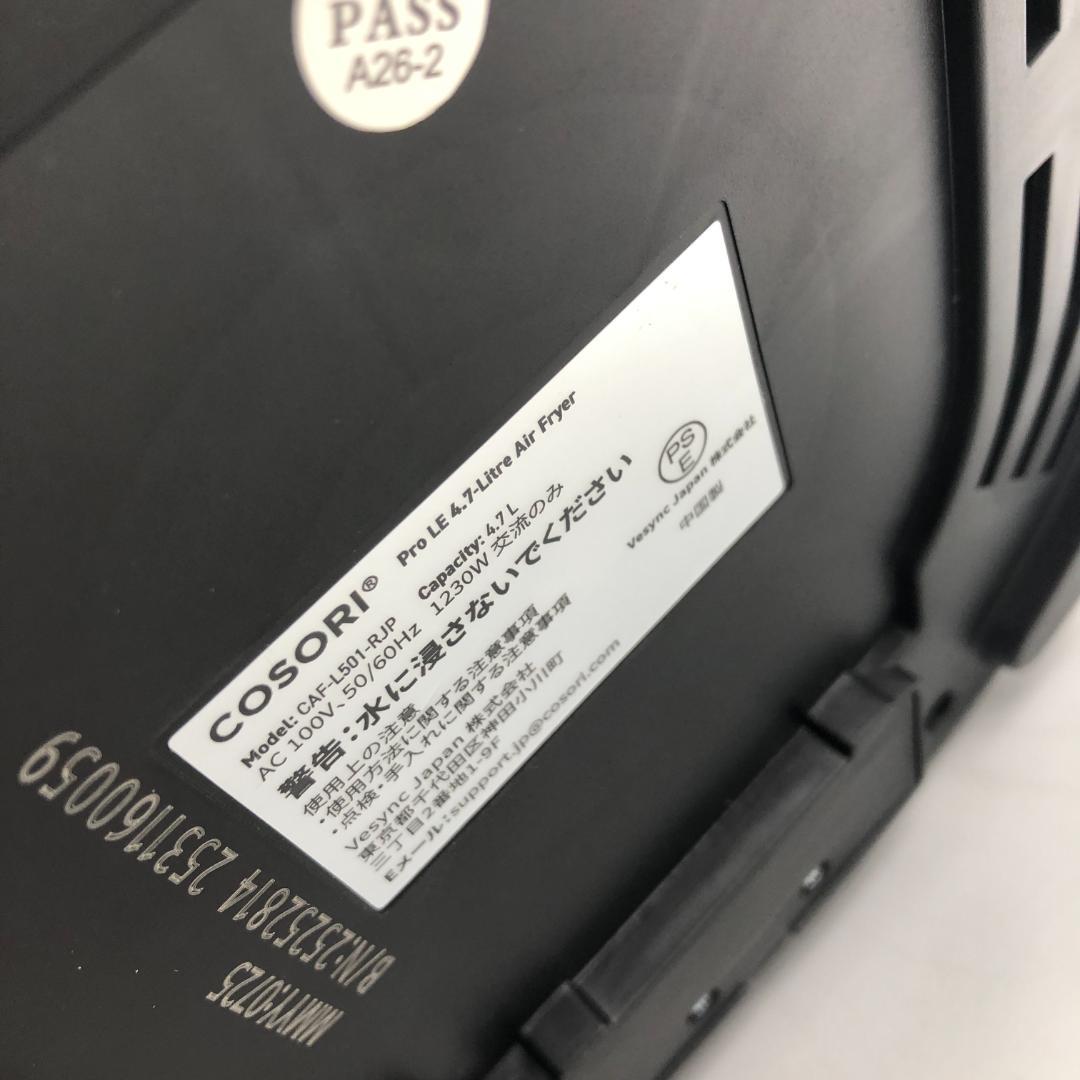 PASS
A26-2
COSORI® Pro LE 4.7-Litre Air Fryer
Model: CAF-L501-RJP Capacity: 4.7 L
AC 100V~50/60Hz 1230W 交流のみ
警告:水に浸さないでください
使用上の注意
・使用方法に関する注意事項
・点検・手入れに関する注意事項
Vesync Japan 株式会社
東京都千代田区神田小川町
三丁目2番地1-9F
Eメール:support.jp@cosori.com
PS
E
Vesync Japan 株式会社
中国製
B/N:25252814 2531160059
MMYY:0725